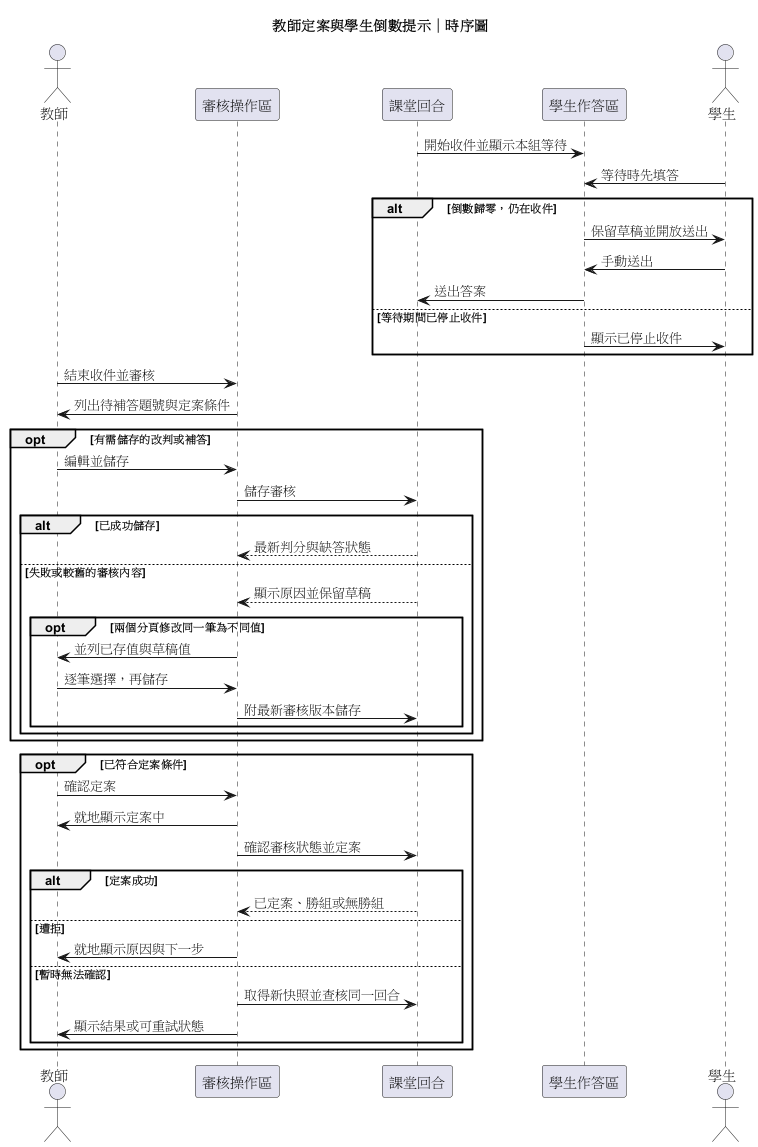 教師定案與學生倒數提示｜時序圖
教師
審核操作區
課堂回合
學生作答區
學生
開始收件並顯示本組等待
等待時先填答
alt
[倒數歸零，仍在收件]
保留草稿並開放送出
手動送出
送出答案
[等待期間已停止收件]
顯示已停止收件
結束收件並審核
列出待補答題號與定案條件
opt
[有需儲存的改判或補答]
編輯並儲存
儲存審核
alt
[已成功儲存]
最新判分與缺答狀態
[失敗或較舊的審核內容]
顯示原因並保留草稿
opt
[兩個分頁修改同一筆為不同值]
並列已存值與草稿值
逐筆選擇，再儲存
附最新審核版本儲存
opt
[已符合定案條件]
確認定案
就地顯示定案中
確認審核狀態並定案
alt
[定案成功]
已定案、勝組或無勝組
[遭拒]
就地顯示原因與下一步
[暫時無法確認]
取得新快照並查核同一回合
顯示結果或可重試狀態
教師
審核操作區
課堂回合
學生作答區
學生